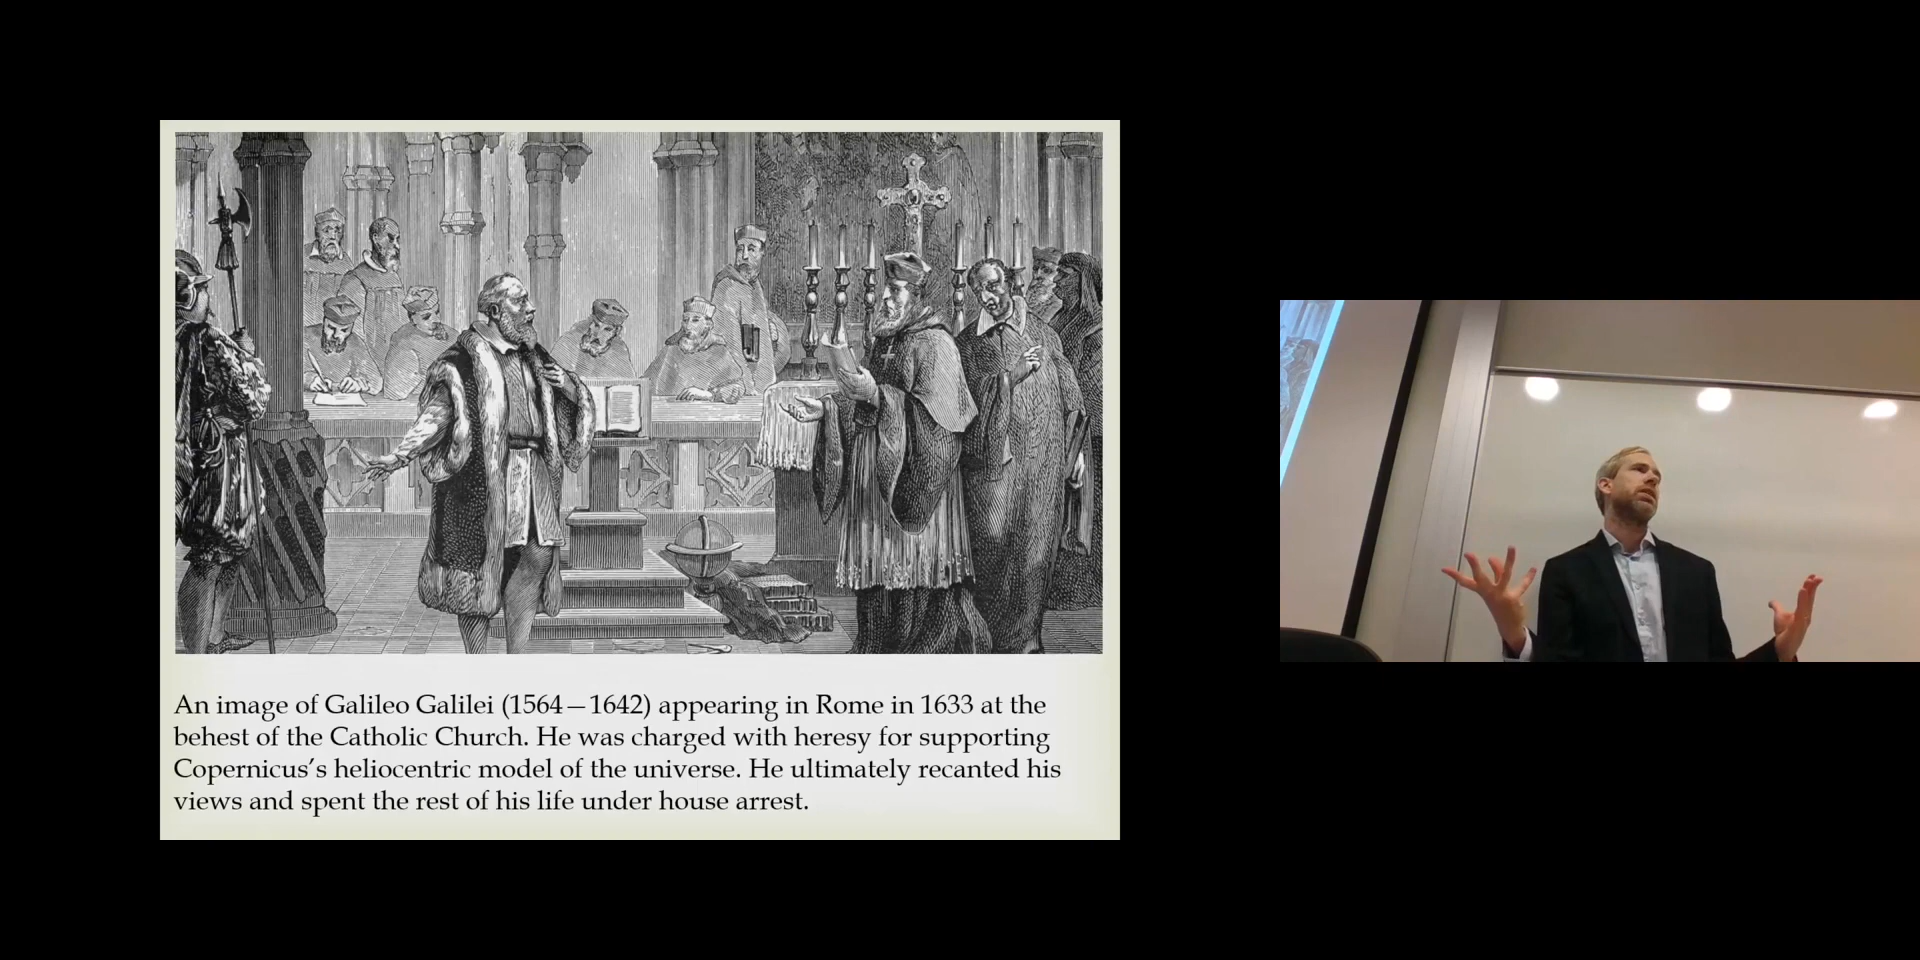 An image of Galileo Galilei (1564—1642) appearing in Rome in 1633 at the
behest of the Catholic Church. He was charged with heresy for supporting
Copernicus’s heliocentric model of the universe. He ultimately recanted his
views and spent the rest of his life under house arrest.